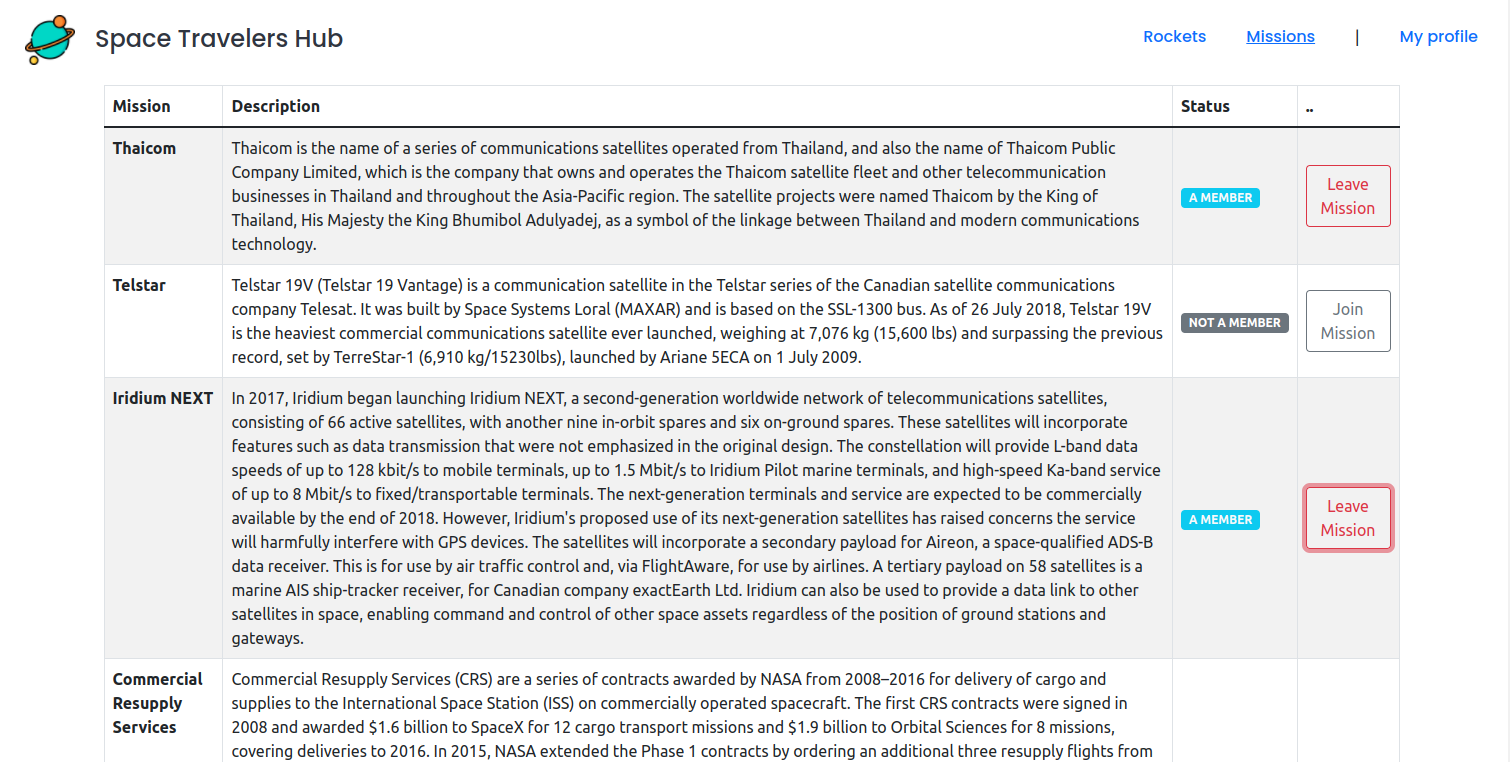 Space Travelers Hub
Rockets Missions | My profile
Mission Description Status ..
Thaicom
Thaicom is the name of a series of communications satellites operated from Thailand, and also the name of Thaicom Public
Company Limited, which is the company that owns and operates the Thaicom satellite fleet and other telecommunication
businesses in Thailand and throughout the Asia-Pacific region. The satellite projects were named Thaicom by the King of
Thailand, His Majesty the King Bhumibol Adulyadej, as a symbol of the linkage between Thailand and modern communications
technology.
A MEMBER
Leave
Mission
Telstar
Telstar 19V (Telstar 19 Vantage) is a communication satellite in the Telstar series of the Canadian satellite communications
company Telesat. It was built by Space Systems Loral (MAXAR) and is based on the SSL-1300 bus. As of 26 July 2018, Telstar 19V
is the heaviest commercial communications satellite ever launched, weighing at 7,076 kg (15,600 lbs) and surpassing the previous
record, set by TerreStar-1 (6,910 kg/15230lbs), launched by Ariane 5ECA on 1 July 2009.
NOT A MEMBER
Join
Mission
Iridium NEXT
In 2017, Iridium began launching Iridium NEXT, a second-generation worldwide network of telecommunications satellites,
consisting of 66 active satellites, with another nine in-orbit spares and six on-ground spares. These satellites will incorporate
features such as data transmission that were not emphasized in the original design. The constellation will provide L-band data
speeds of up to 128 kbit/s to mobile terminals, up to 1.5 Mbit/s to Iridium Pilot marine terminals, and high-speed Ka-band service
of up to 8 Mbit/s to fixed/transportable terminals. The next-generation terminals and service are expected to be commercially
available by the end of 2018. However, Iridium's proposed use of its next-generation satellites has raised concerns the service
will harmfully interfere with GPS devices. The satellites will incorporate a secondary payload for Aireon, a space-qualified ADS-B
data receiver. This is for use by air traffic control and, via FlightAware, for use by airlines. A tertiary payload on 58 satellites is a
marine AIS ship-tracker receiver, for Canadian company exactEarth Ltd. Iridium can also be used to provide a data link to other
satellites in space, enabling command and control of other space assets regardless of the position of ground stations and
gateways.
A MEMBER
Leave
Mission
Commercial
Resupply
Services
Commercial Resupply Services (CRS) are a series of contracts awarded by NASA from 2008–2016 for delivery of cargo and
supplies to the International Space Station (ISS) on commercially operated spacecraft. The first CRS contracts were signed in
2008 and awarded $1.6 billion to SpaceX for 12 cargo transport missions and $1.9 billion to Orbital Sciences for 8 missions,
covering deliveries to 2016. In 2015, NASA extended the Phase 1 contracts by ordering an additional three resupply flights from